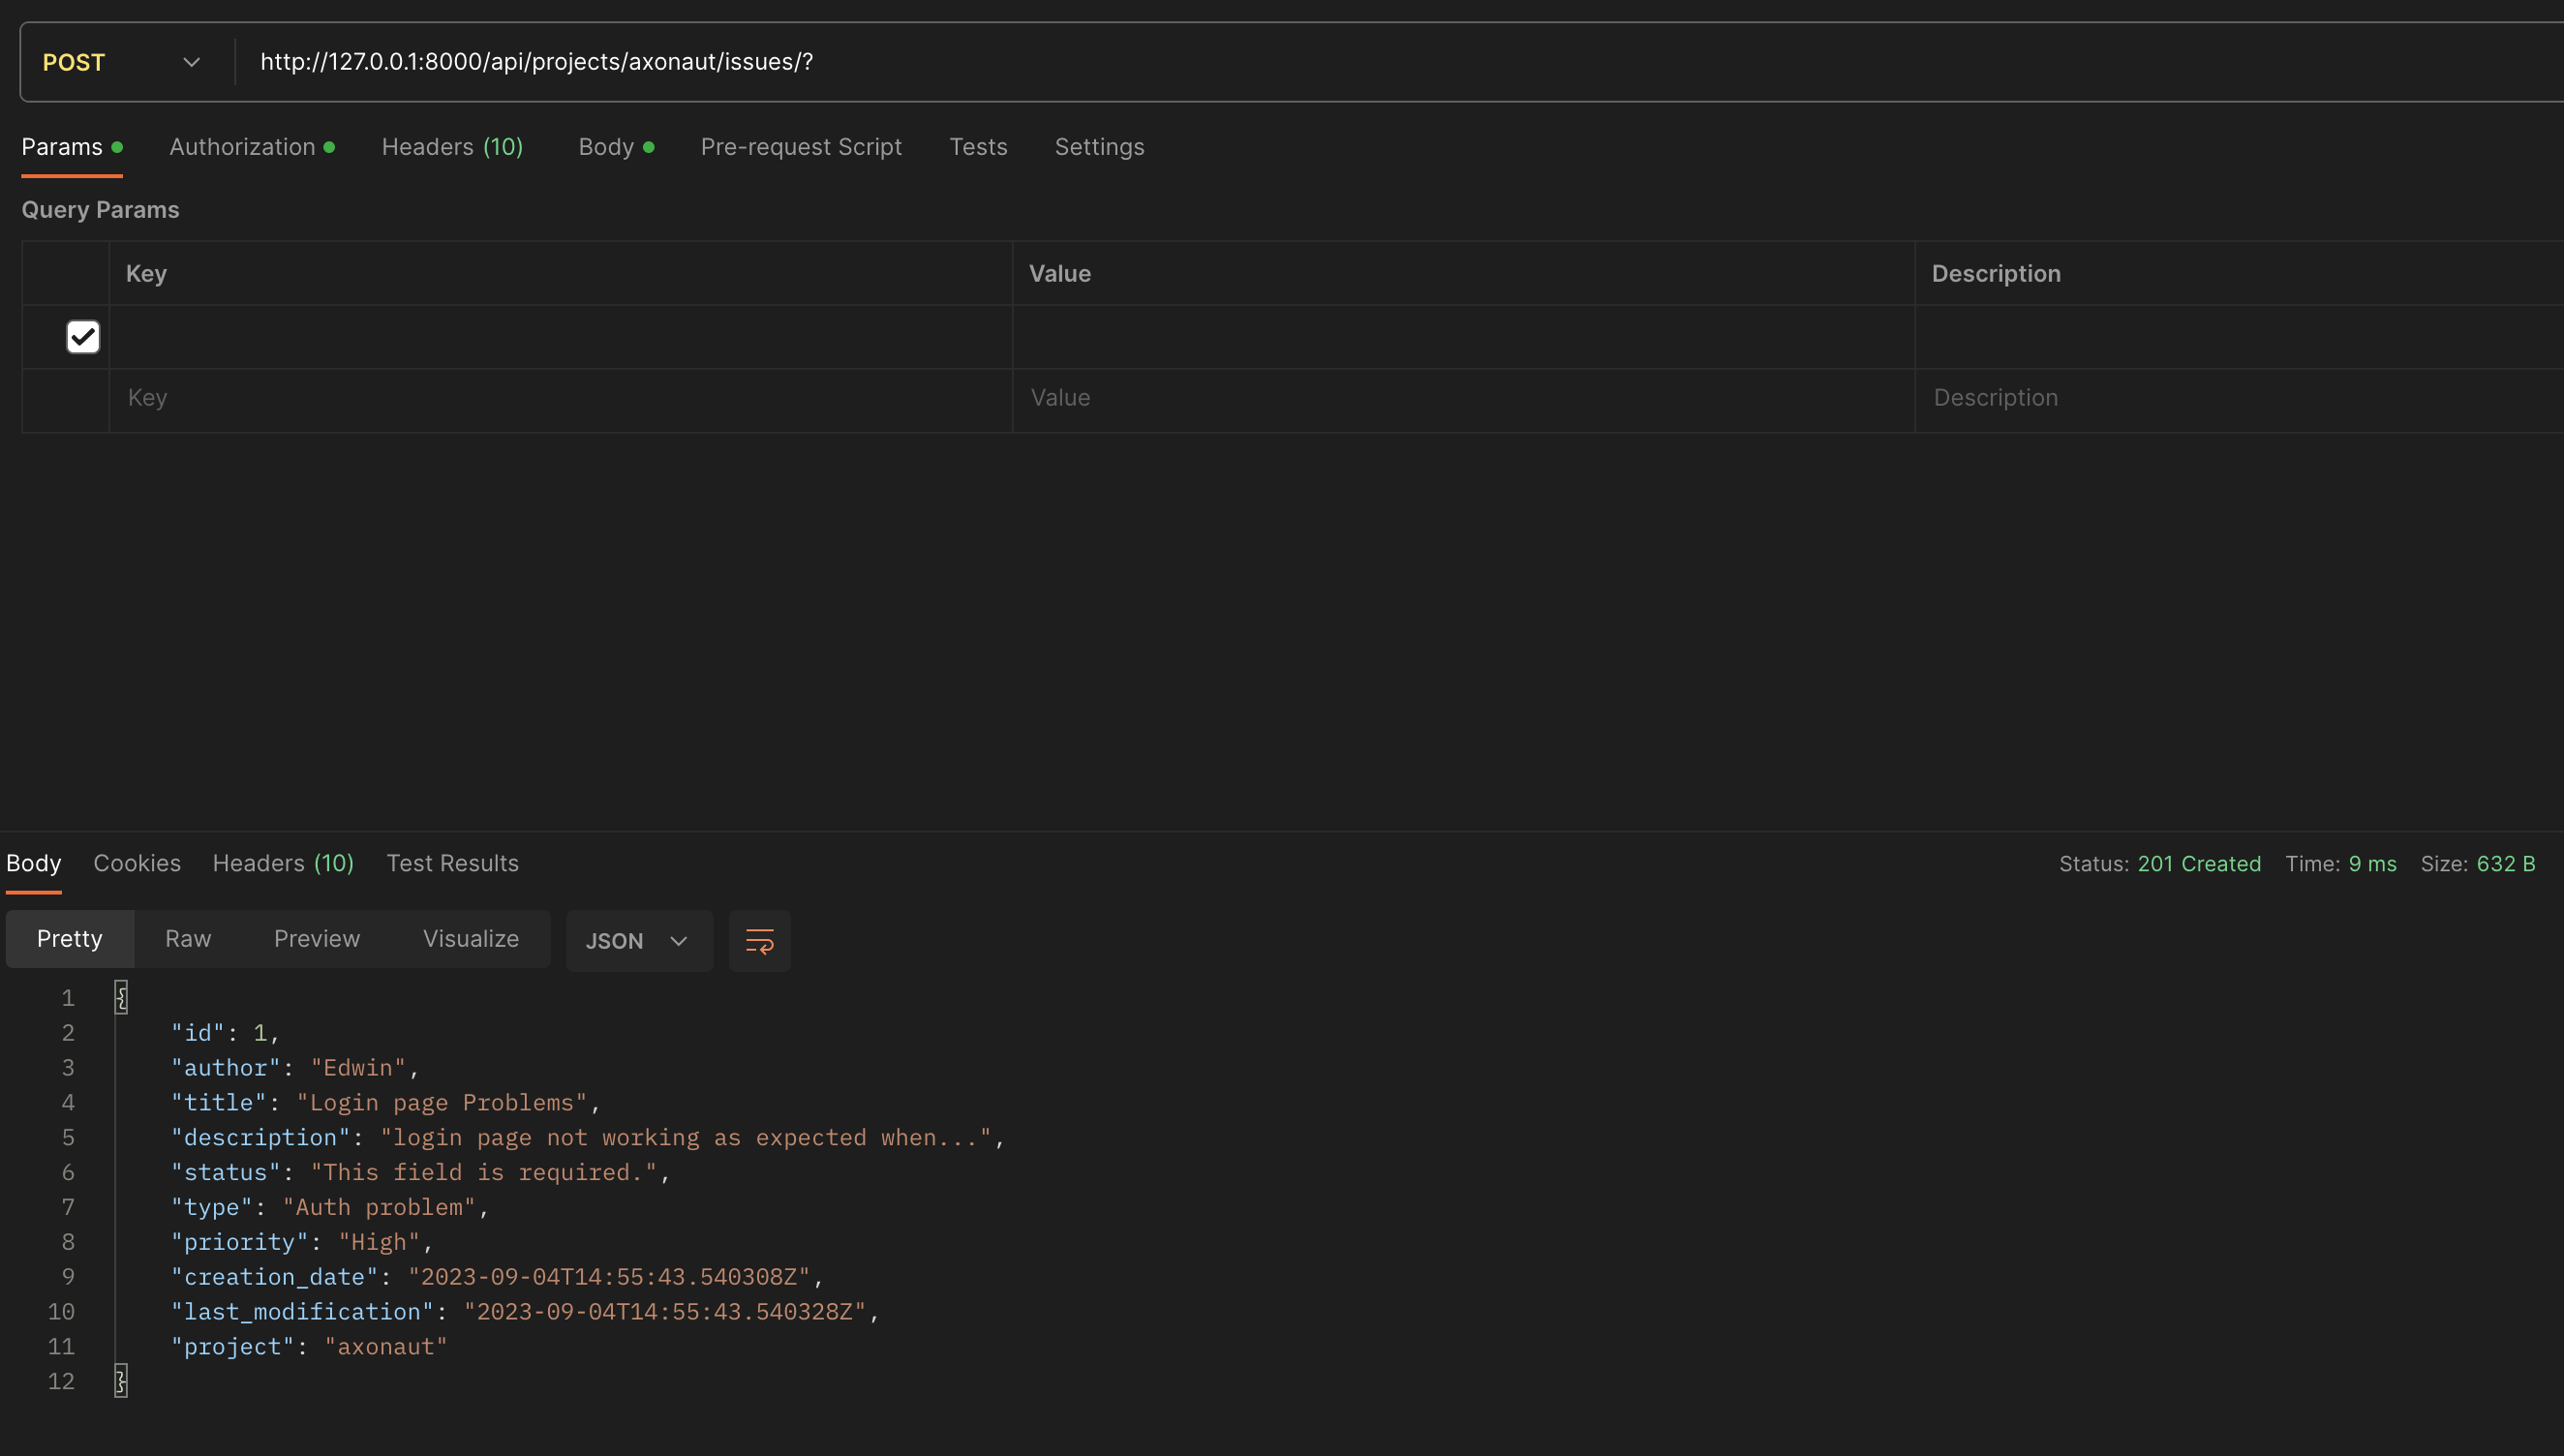 POST http://127.0.0.1:8000/api/projects/axonaut/issues/?
Params Authorization Headers (10) Body Pre-request Script Tests Settings
Query Params
Key Value Description
Key Value Description
Body Cookies Headers (10) Test Results Status: 201 Created Time: 9 ms Size: 632 B
Pretty Raw Preview Visualize JSON
1 {
2 "id": 1,
3 "author": "Edwin",
4 "title": "Login page Problems",
5 "description": "login page not working as expected when...",
6 "status": "This field is required.",
7 "type": "Auth problem",
8 "priority": "High",
9 "creation_date": "2023-09-04T14:55:43.540308Z",
10 "last_modification": "2023-09-04T14:55:43.540328Z",
11 "project": "axonaut"
12 }